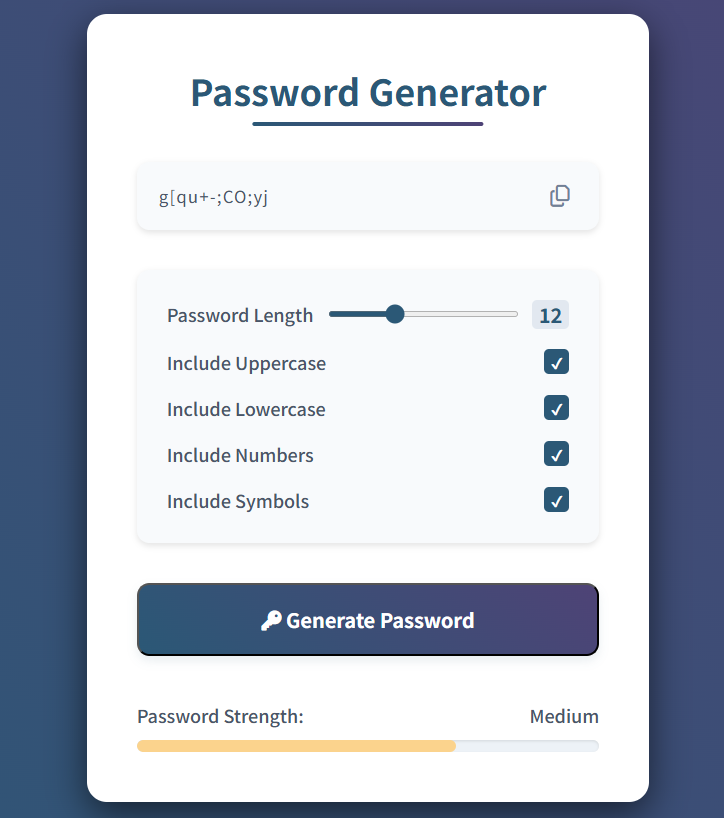 Password Generator
g[qu+-;CO;yj
Password Length 12
Include Uppercase
Include Lowercase
Include Numbers
Include Symbols
Generate Password
Password Strength: Medium